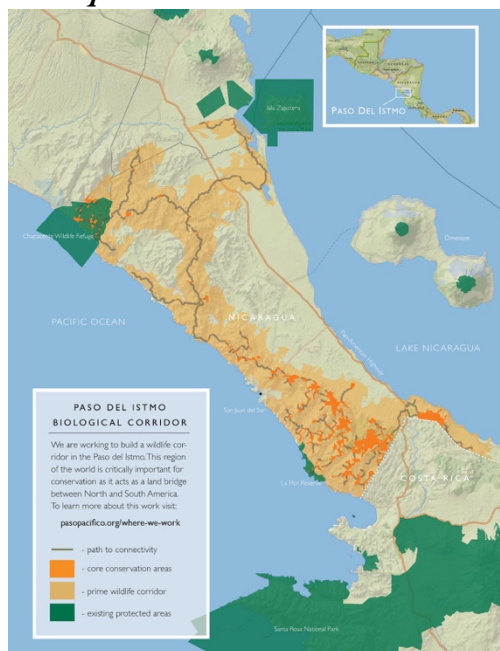 Isla Zapatera
PASO DEL ISTMO
Chacocente Wildlife Refuge
Ometepe
PACIFIC OCEAN
NICARAGUA
Pan-American Highway
LAKE NICARAGUA
San Juan del Sur
La Flor Reserve
COSTA RICA
PASO DEL ISTMO
BIOLOGICAL CORRIDOR
We are working to build a wildlife cor-
ridor in the Paso del Istmo. This region
of the world is critically important for
conservation as it acts as a land bridge
between North and South America.
To learn more about this work visit:
pasopacifico.org/where-we-work
- path to connectivity
- core conservation areas
- prime wildlife corridor
- existing protected areas
Santa Rosa National Park